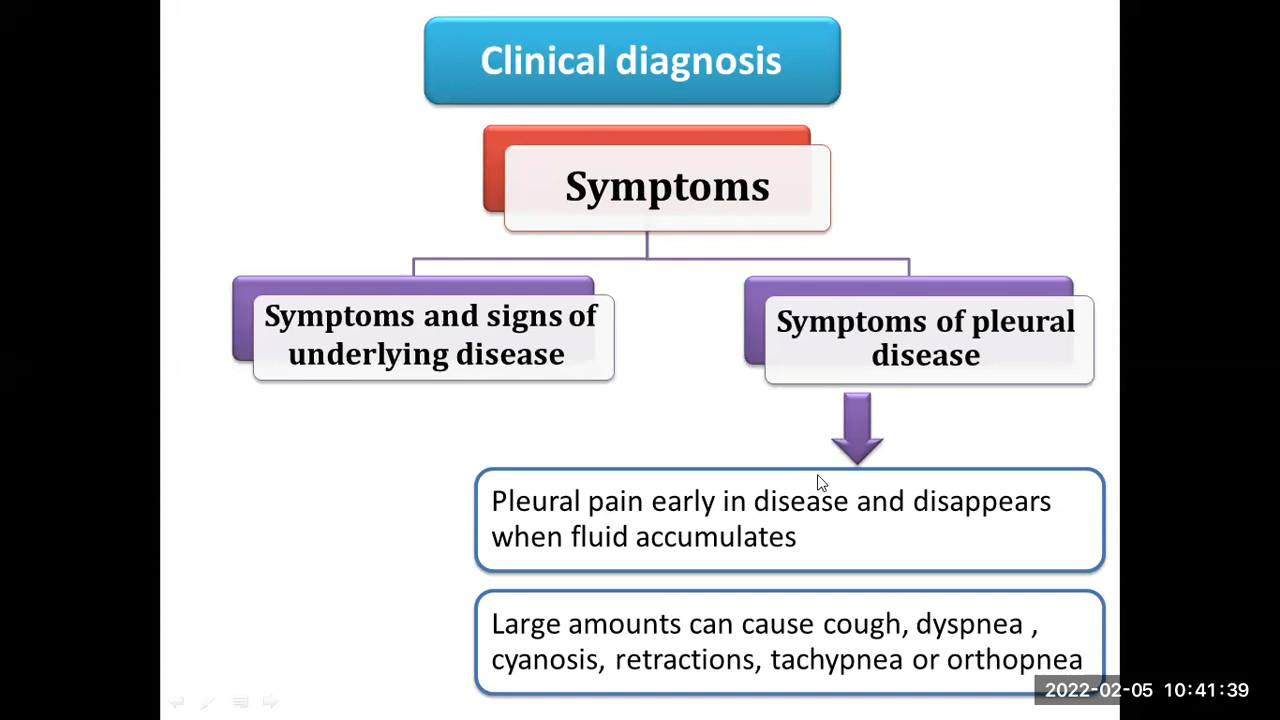 Clinical diagnosis
Symptoms
Symptoms and signs of
underlying disease
Symptoms of pleural
disease
Pleural pain early in disease and disappears
when fluid accumulates
Large amounts can cause cough, dyspnea ,
cyanosis, retractions, tachypnea or orthopnea
2022-02-05 10:41:39